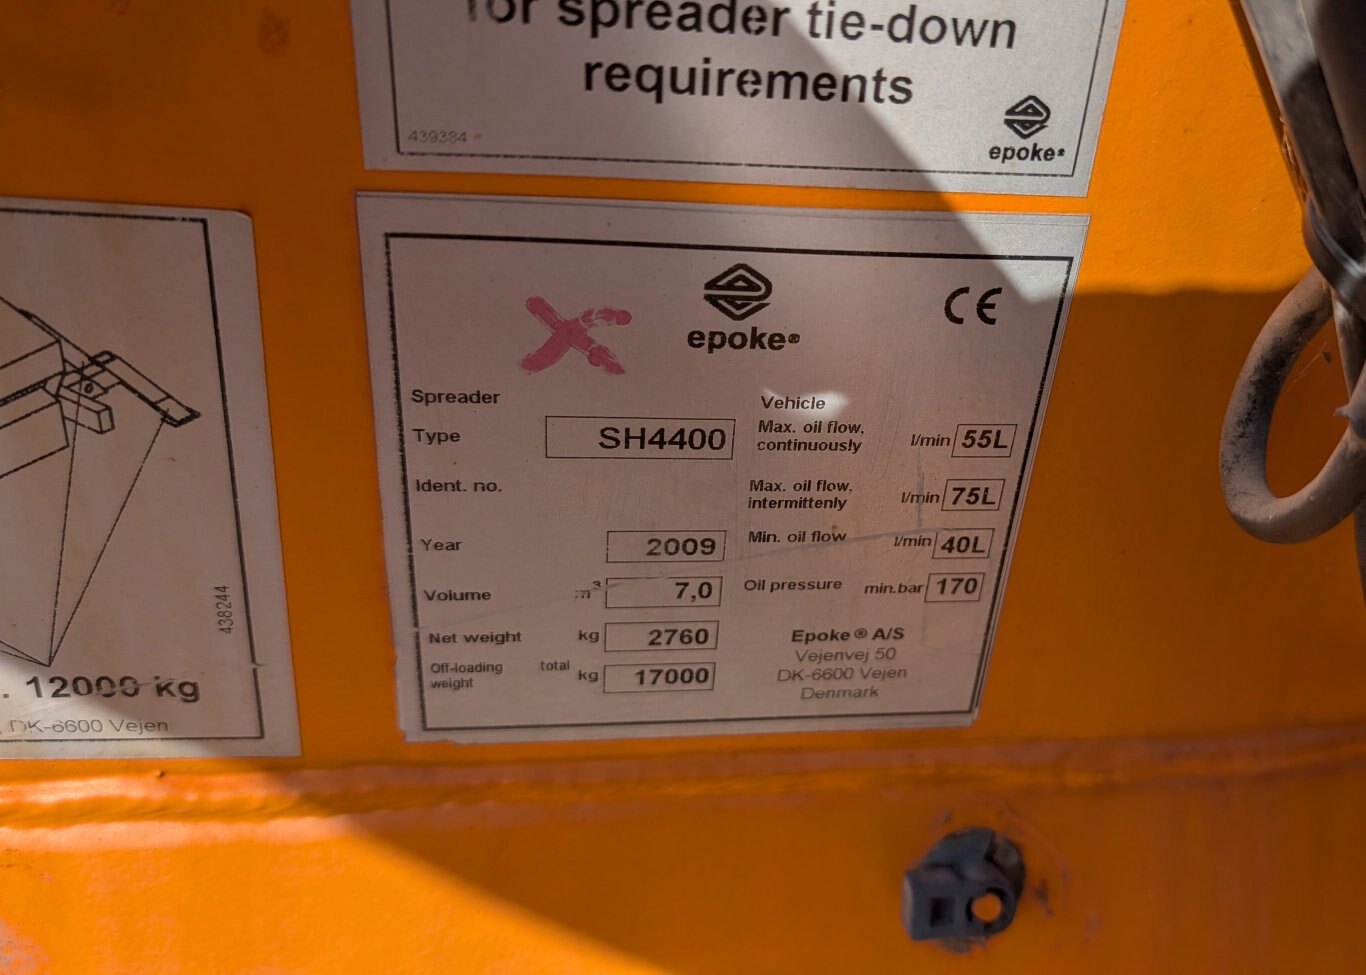 for spreader tie-down
requirements
439384
epoke®
epoke®
CE
Spreader
Type SH4400
Ident. no.
Year 2009
Volume m³ 7,0
Net weight kg 2760
Off-loading weight total kg 17000
Vehicle
Max. oil flow,
continuously l/min 55L
Max. oil flow,
intermittenly l/min 75L
Min. oil flow l/min 40L
Oil pressure min.bar 170
Epoke® A/S
Vejenvej 50
DK-6600 Vejen
Denmark
438244
. 12000 kg
DK-6600 Vejen